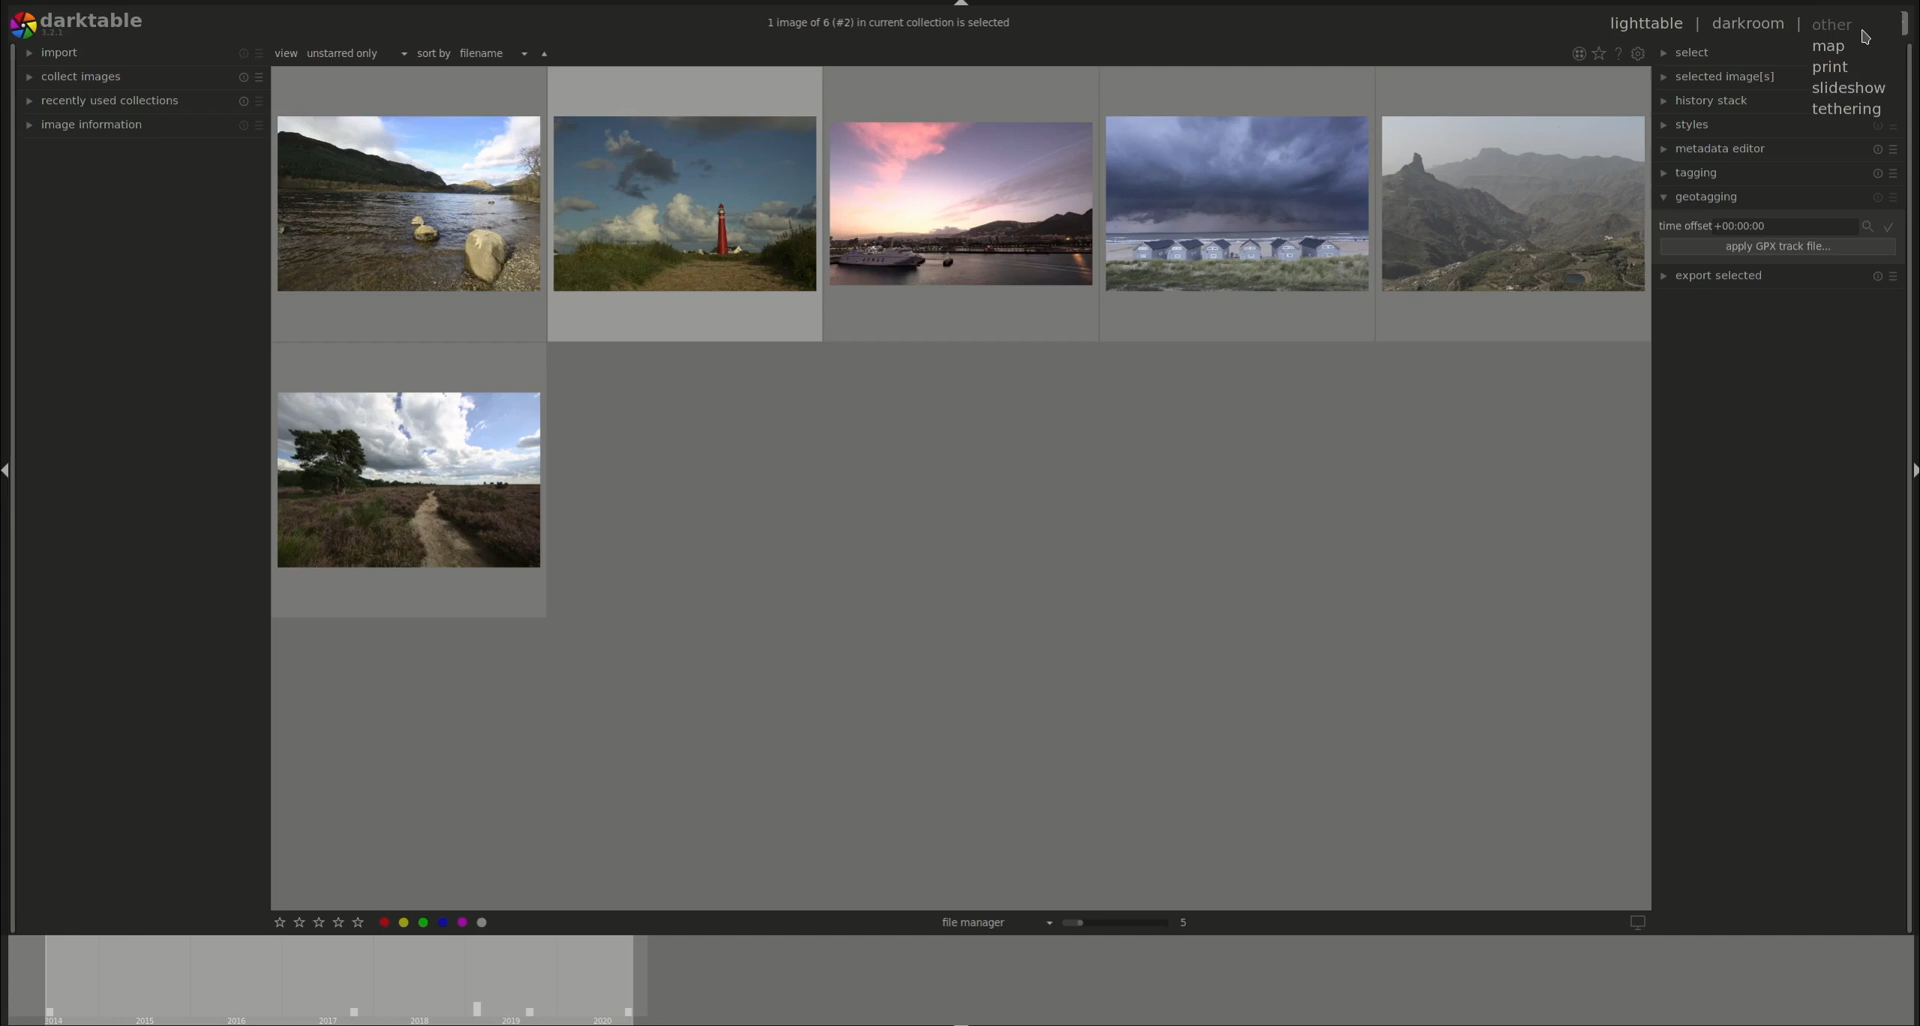 darktable
3.2.1
1 image of 6 (#2) in current collection is selected
lighttable | darkroom | other
map
print
slideshow
tethering
import
collect images
recently used collections
image information
view unstarred only sort by filename
select
selected image[s]
history stack
styles
metadata editor
tagging
geotagging
time offset +00:00:00
apply GPX track file...
export selected
file manager 5
2014 2015 2016 2017 2018 2019 2020